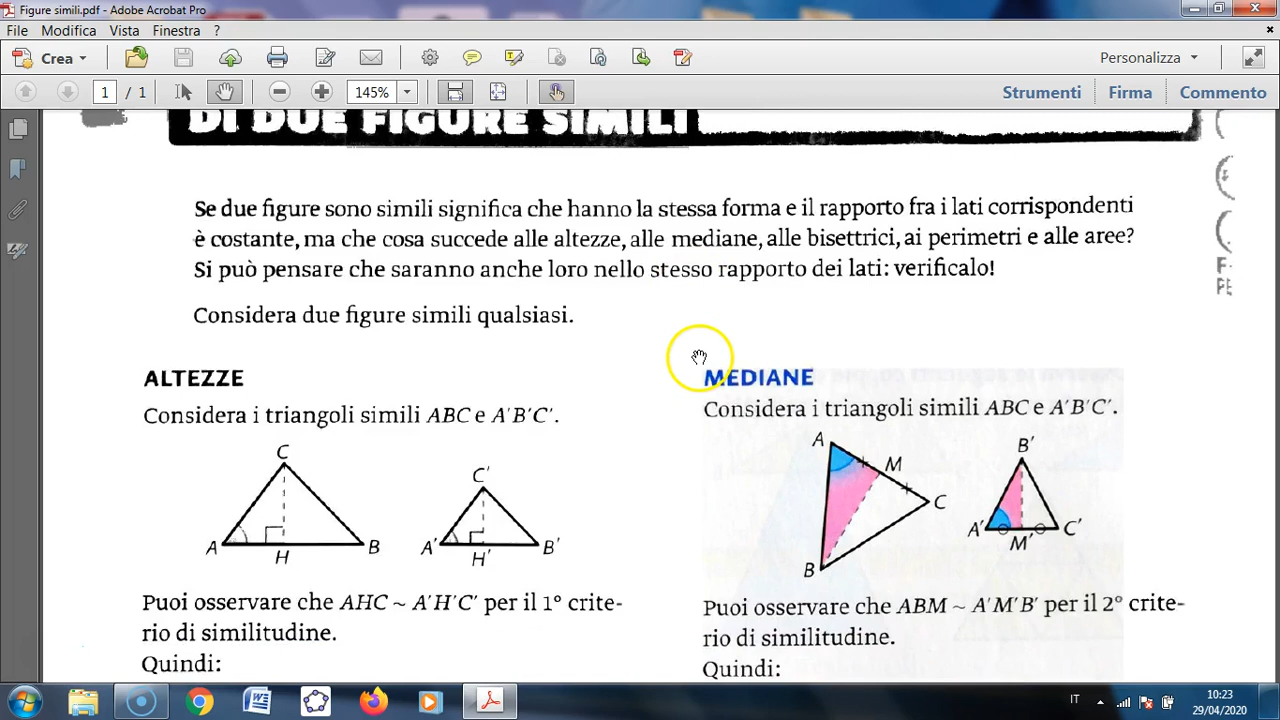 Figure simili.pdf - Adobe Acrobat Pro
File Modifica Vista Finestra ?
Crea
Personalizza
1 / 1
145%
Strumenti Firma Commento
DI DUE FIGURE SIMILI
Se due figure sono simili significa che hanno la stessa forma e il rapporto fra i lati corrispondenti
è costante, ma che cosa succede alle altezze, alle mediane, alle bisettrici, ai perimetri e alle aree?
Si può pensare che saranno anche loro nello stesso rapporto dei lati: verificalo!
Considera due figure simili qualsiasi.
ALTEZZE
Considera i triangoli simili ABC e A'B'C'.
C
C'
A
H
B
A'
H'
B'
Puoi osservare che AHC ~ A'H'C' per il 1° crite-
rio di similitudine.
Quindi:
MEDIANE
Considera i triangoli simili ABC e A'B'C'.
A
M
B'
C
A'
M'
C'
B
Puoi osservare che ABM ~ A'M'B' per il 2° crite-
rio di similitudine.
Quindi:
F
PE
IT
10:23
29/04/2020